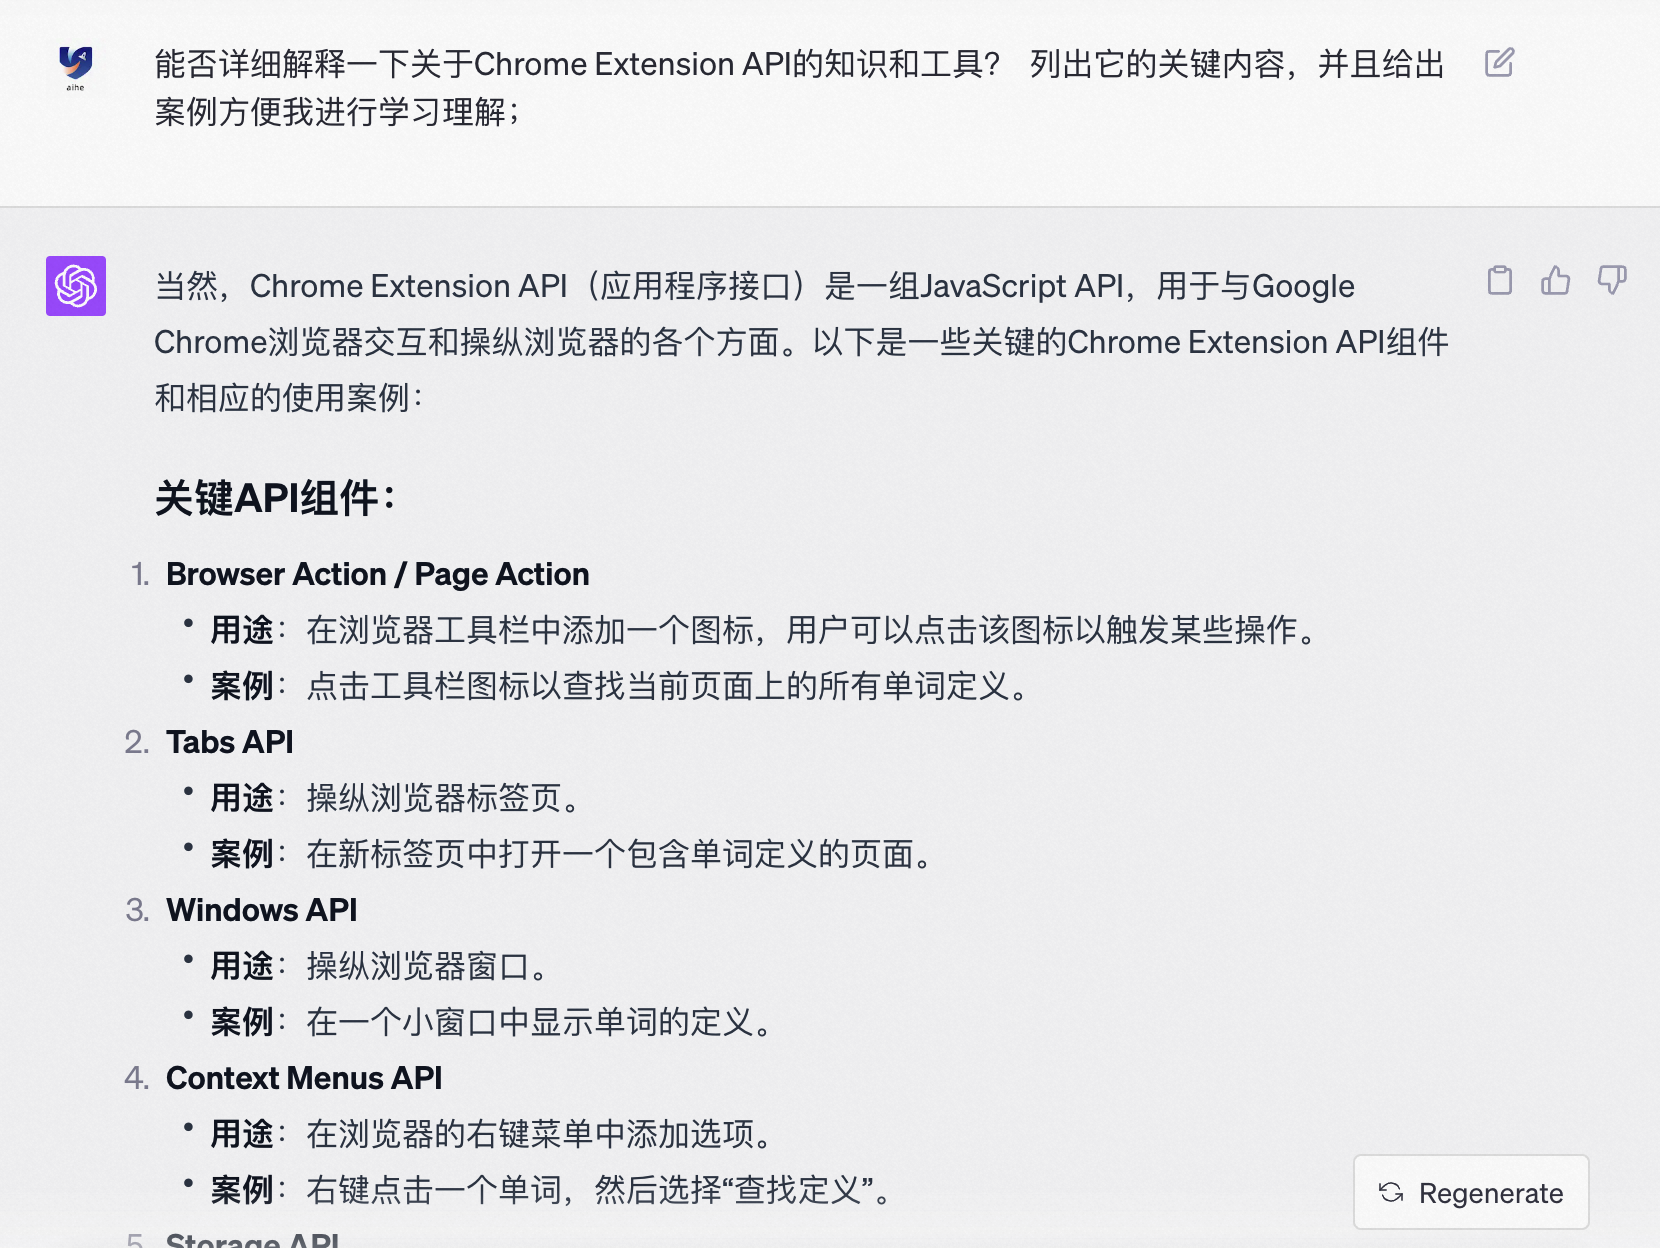 aihe
能否详细解释一下关于Chrome Extension API的知识和工具？ 列出它的关键内容，并且给出
案例方便我进行学习理解；
当然，Chrome Extension API（应用程序接口）是一组JavaScript API，用于与Google
Chrome浏览器交互和操纵浏览器的各个方面。以下是一些关键的Chrome Extension API组件
和相应的使用案例：
关键API组件：
1. Browser Action / Page Action
• 用途：在浏览器工具栏中添加一个图标，用户可以点击该图标以触发某些操作。
• 案例：点击工具栏图标以查找当前页面上的所有单词定义。
2. Tabs API
• 用途：操纵浏览器标签页。
• 案例：在新标签页中打开一个包含单词定义的页面。
3. Windows API
• 用途：操纵浏览器窗口。
• 案例：在一个小窗口中显示单词的定义。
4. Context Menus API
• 用途：在浏览器的右键菜单中添加选项。
• 案例：右键点击一个单词，然后选择“查找定义”。
Regenerate
5. Storage API